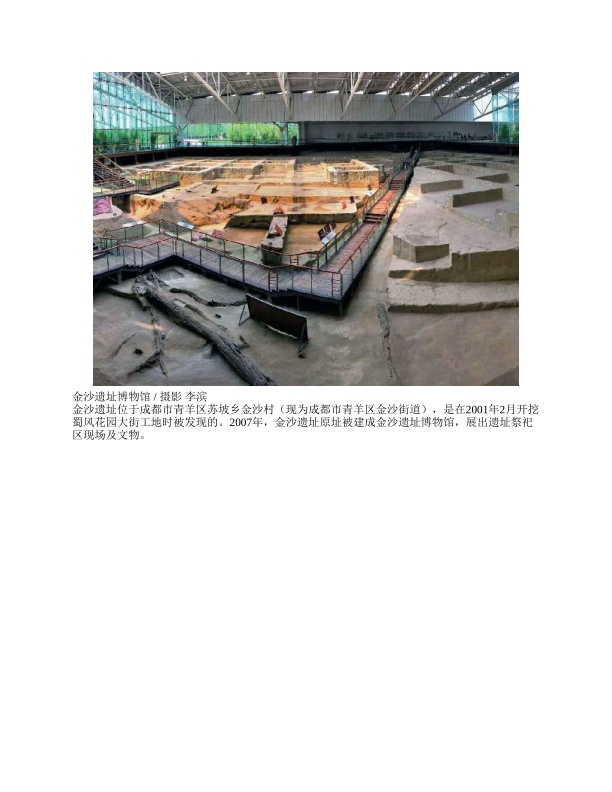 金沙遗址博物馆 / 摄影 李滨
金沙遗址位于成都市青羊区苏坡乡金沙村（现为成都市青羊区金沙街道），是在2001年2月开挖
蜀风花园大街工地时被发现的。2007年，金沙遗址原址被建成金沙遗址博物馆，展出遗址祭祀
区现场及文物。